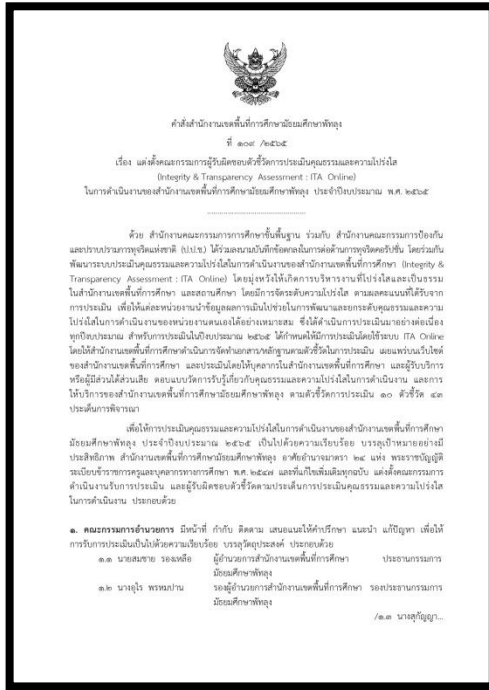 คำสั่งสำนักงานเขตพื้นที่การศึกษามัธยมศึกษาพัทลุง
ที่ ๑๐๙ /๒๕๖๕
เรื่อง แต่งตั้งคณะกรรมการผู้รับผิดชอบตัวชี้วัดการประเมินคุณธรรมและความโปร่งใส
(Integrity & Transparency Assessment : ITA Online)
ในการดำเนินงานของสำนักงานเขตพื้นที่การศึกษามัธยมศึกษาพัทลุง ประจำปีงบประมาณ พ.ศ. ๒๕๖๕
ด้วย สำนักงานคณะกรรมการการศึกษาขั้นพื้นฐาน ร่วมกับ สำนักงานคณะกรรมการป้องกัน
และปราบปรามการทุจริตแห่งชาติ (ป.ป.ช.) ได้ร่วมลงนามบันทึกข้อตกลงในการต่อต้านการทุจริตคอร์รัปชั่น โดยร่วมกัน
พัฒนาระบบประเมินคุณธรรมและความโปร่งใสในการดำเนินงานของสำนักงานเขตพื้นที่การศึกษา (Integrity &
Transparency Assessment : ITA Online) โดยมุ่งหวังให้เกิดการบริหารงานที่โปร่งใสและเป็นธรรม
ในสำนักงานเขตพื้นที่การศึกษา และสถานศึกษา โดยมีการจัดระดับความโปร่งใส ตามผลคะแนนที่ได้รับจาก
การประเมิน เพื่อให้แต่ละหน่วยงานนำข้อมูลผลการเมินไปช่วยในการพัฒนาและยกระดับคุณธรรมและความ
โปร่งใสในการดำเนินงานของหน่วยงานตนเองได้อย่างเหมาะสม ซึ่งได้ดำเนินการประเมินมาอย่างต่อเนื่อง
ทุกปีงบประมาณ สำหรับการประเมินในปีงบประมาณ ๒๕๖๕ ได้กำหนดให้มีการประเมินโดยใช้ระบบ ITA Online
โดยให้สำนักงานเขตพื้นที่การศึกษาดำเนินการจัดทำเอกสาร/หลักฐานตามตัวชี้วัดในการประเมิน เผยแพร่บนเว็บไซต์
ของสำนักงานเขตพื้นที่การศึกษา และประเมินโดยให้บุคลากรในสำนักงานเขตพื้นที่การศึกษา และผู้รับบริการ
หรือผู้มีส่วนได้ส่วนเสีย ตอบแบบวัดการรับรู้เกี่ยวกับคุณธรรมและความโปร่งใสในการดำเนินงาน และการ
ให้บริการของสำนักงานเขตพื้นที่การศึกษามัธยมศึกษาพัทลุง ตามตัวชี้วัดการประเมิน ๑๐ ตัวชี้วัด ๔๓
ประเด็นการพิจารณา
เพื่อให้การประเมินคุณธรรมและความโปร่งใสในการดำเนินงานของสำนักงานเขตพื้นที่การศึกษา
มัธยมศึกษาพัทลุง ประจำปีงบประมาณ ๒๕๖๕ เป็นไปด้วยความเรียบร้อย บรรลุเป้าหมายอย่างมี
ประสิทธิภาพ สำนักงานเขตพื้นที่การศึกษามัธยมศึกษาพัทลุง อาศัยอำนาจมาตรา ๒๔ แห่ง พระราชบัญญัติ
ระเบียบข้าราชการครูและบุคลากรทางการศึกษา พ.ศ. ๒๕๔๗ และที่แก้ไขเพิ่มเติมทุกฉบับ แต่งตั้งคณะกรรมการ
ดำเนินงานรับการประเมิน และผู้รับผิดชอบตัวชี้วัดตามประเด็นการประเมินคุณธรรมและความโปร่งใส
ในการดำเนินงาน ประกอบด้วย
๑. คณะกรรมการอำนวยการ มีหน้าที่ กำกับ ติดตาม เสนอแนะให้คำปรึกษา แนะนำ แก้ปัญหา เพื่อให้
การรับการประเมินเป็นไปด้วยความเรียบร้อย บรรลุวัตถุประสงค์ ประกอบด้วย
๑.๑ นายสมชาย รองเหลือ ผู้อำนวยการสำนักงานเขตพื้นที่การศึกษา ประธานกรรมการ
มัธยมศึกษาพัทลุง
๑.๒ นางอุไร พรหมปาน รองผู้อำนวยการสำนักงานเขตพื้นที่การศึกษา รองประธานกรรมการ
มัธยมศึกษาพัทลุง
/๑.๓ นางสุกัญญา...